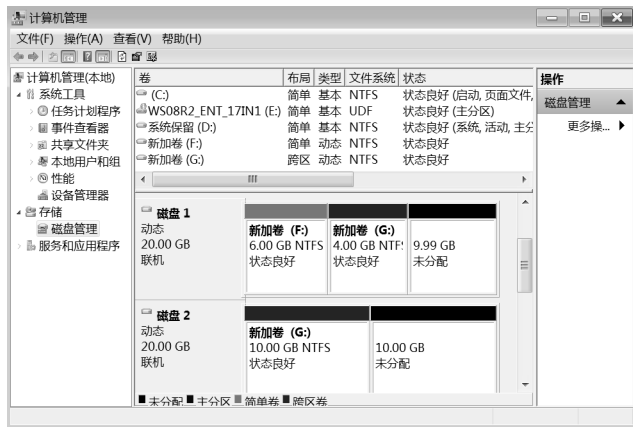 计算机管理
文件(F) 操作(A) 查看(V) 帮助(H)
计算机管理(本地)
系统工具
任务计划程序
事件查看器
共享文件夹
本地用户和组
性能
设备管理器
存储
磁盘管理
服务和应用程序
卷 布局 类型 文件系统 状态
(C:) 简单 基本 NTFS 状态良好 (启动, 页面文件,
WS08R2_ENT_17IN1 (E:) 简单 基本 UDF 状态良好 (主分区)
系统保留 (D:) 简单 基本 NTFS 状态良好 (系统, 活动, 主分
新加卷 (F:) 简单 动态 NTFS 状态良好
新加卷 (G:) 跨区 动态 NTFS 状态良好
磁盘 1
动态
20.00 GB
联机
新加卷 (F:)
6.00 GB NTFS
状态良好
新加卷 (G:)
4.00 GB NTF
状态良好
9.99 GB
未分配
磁盘 2
动态
20.00 GB
联机
新加卷 (G:)
10.00 GB NTFS
状态良好
10.00 GB
未分配
未分配 主分区 简单卷 跨区卷
操作
磁盘管理
更多操...